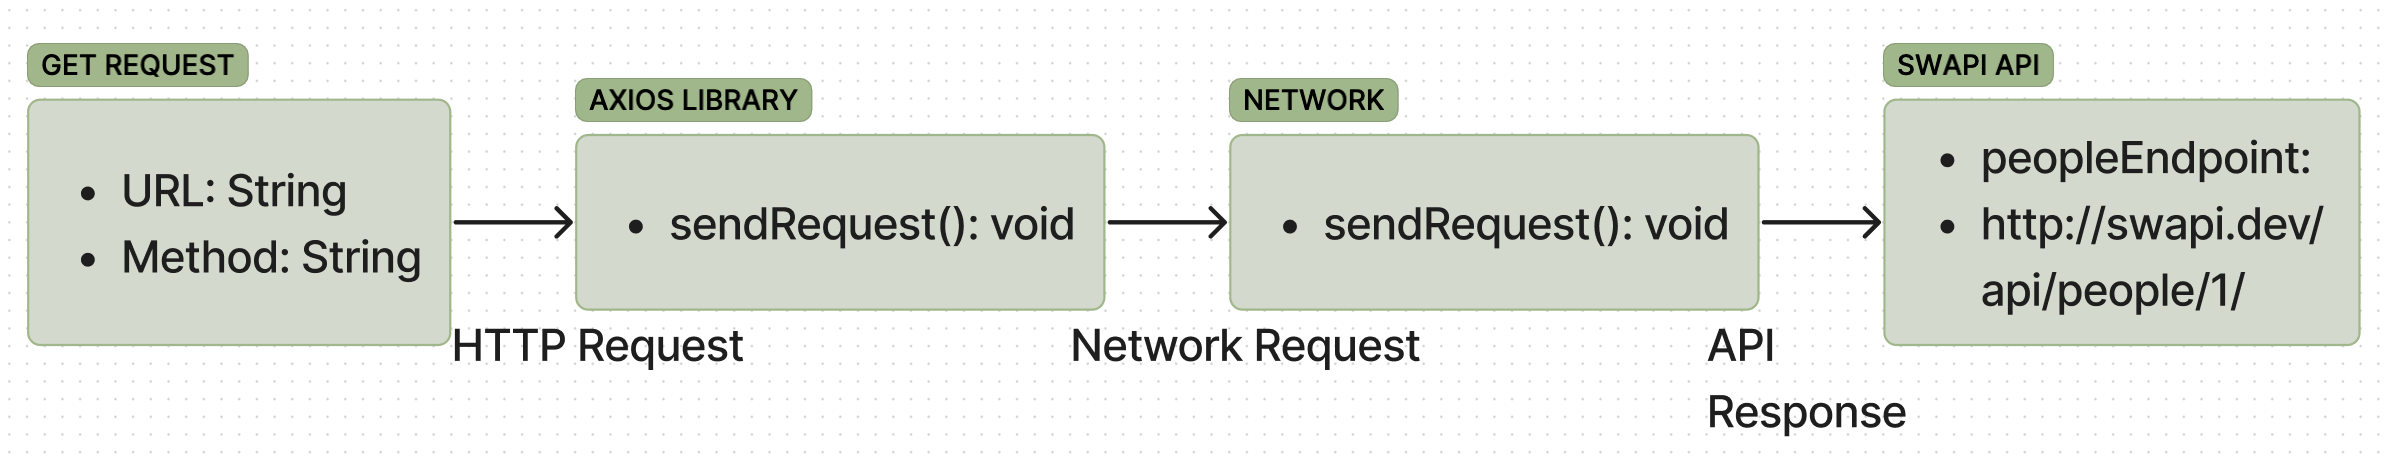 GET REQUEST
• URL: String
• Method: String
HTTP Request
AXIOS LIBRARY
• sendRequest(): void
Network Request
NETWORK
• sendRequest(): void
API
Response
SWAPI API
• peopleEndpoint:
• http://swapi.dev/
api/people/1/